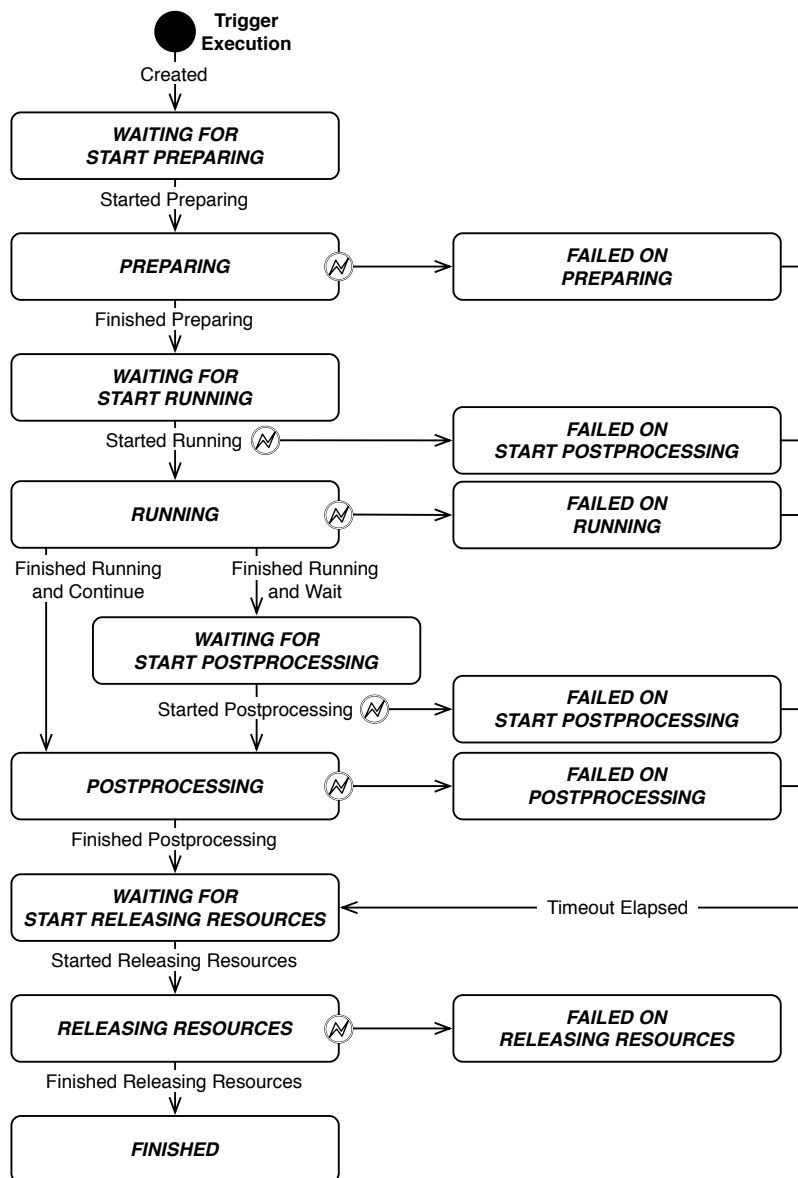 Trigger
Execution
Created
WAITING FOR
START PREPARING
Started Preparing
PREPARING
FAILED ON
PREPARING
Finished Preparing
WAITING FOR
START RUNNING
Started Running
FAILED ON
START POSTPROCESSING
RUNNING
FAILED ON
RUNNING
Finished Running
and Continue
Finished Running
and Wait
WAITING FOR
START POSTPROCESSING
Started Postprocessing
FAILED ON
START POSTPROCESSING
POSTPROCESSING
FAILED ON
POSTPROCESSING
Finished Postprocessing
WAITING FOR
START RELEASING RESOURCES
Timeout Elapsed
Started Releasing Resources
RELEASING RESOURCES
FAILED ON
RELEASING RESOURCES
Finished Releasing Resources
FINISHED